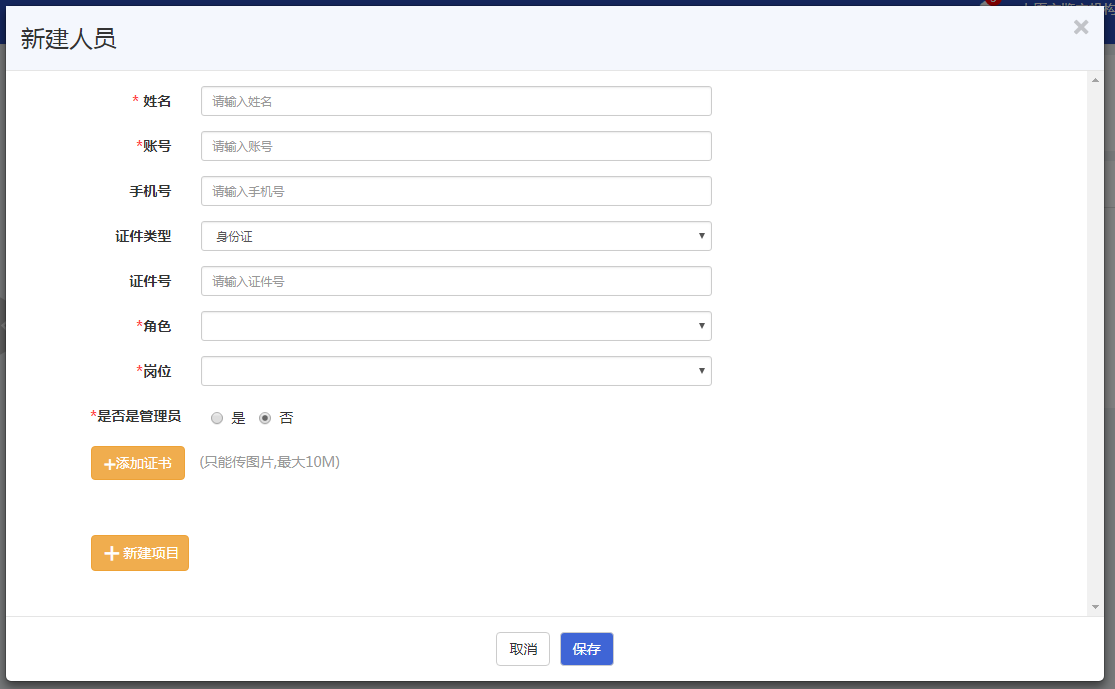 新建人员
×
* 姓名 请输入姓名
*账号 请输入账号
手机号 请输入手机号
证件类型 身份证
证件号 请输入证件号
*角色
*岗位
*是否是管理员 是 否
+添加证书 (只能传图片,最大10M)
+ 新建项目
取消 保存